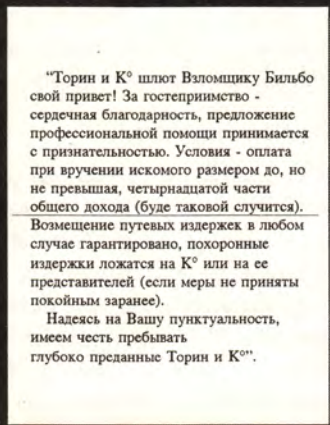 “Торин и К° шлют Взломщику Бильбо
свой привет! За гостеприимство -
сердечная благодарность, предложение
профессиональной помощи принимается
с признательностью. Условия - оплата
при вручении искомого размером до, но
не превышая, четырнадцатой части
общего дохода (буде таковой случится).
Возмещение путевых издержек в любом
случае гарантировано, похоронные
издержки ложатся на К° или на ее
представителей (если меры не приняты
покойным заранее).
Надеясь на Вашу пунктуальность,
имеем честь пребывать
глубоко преданные Торин и К°”.